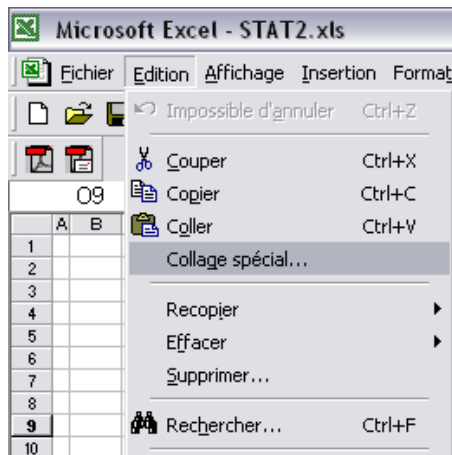 Microsoft Excel - STAT2.xls
Fichier Edition Affichage Insertion Format
Impossible d'annuler Ctrl+Z
Couper Ctrl+X
O9
Copier Ctrl+C
A B
Coller Ctrl+V
1
Collage spécial...
2
3
4
Recopier
5
Effacer
6
7
Supprimer...
8
9
Rechercher... Ctrl+F
10